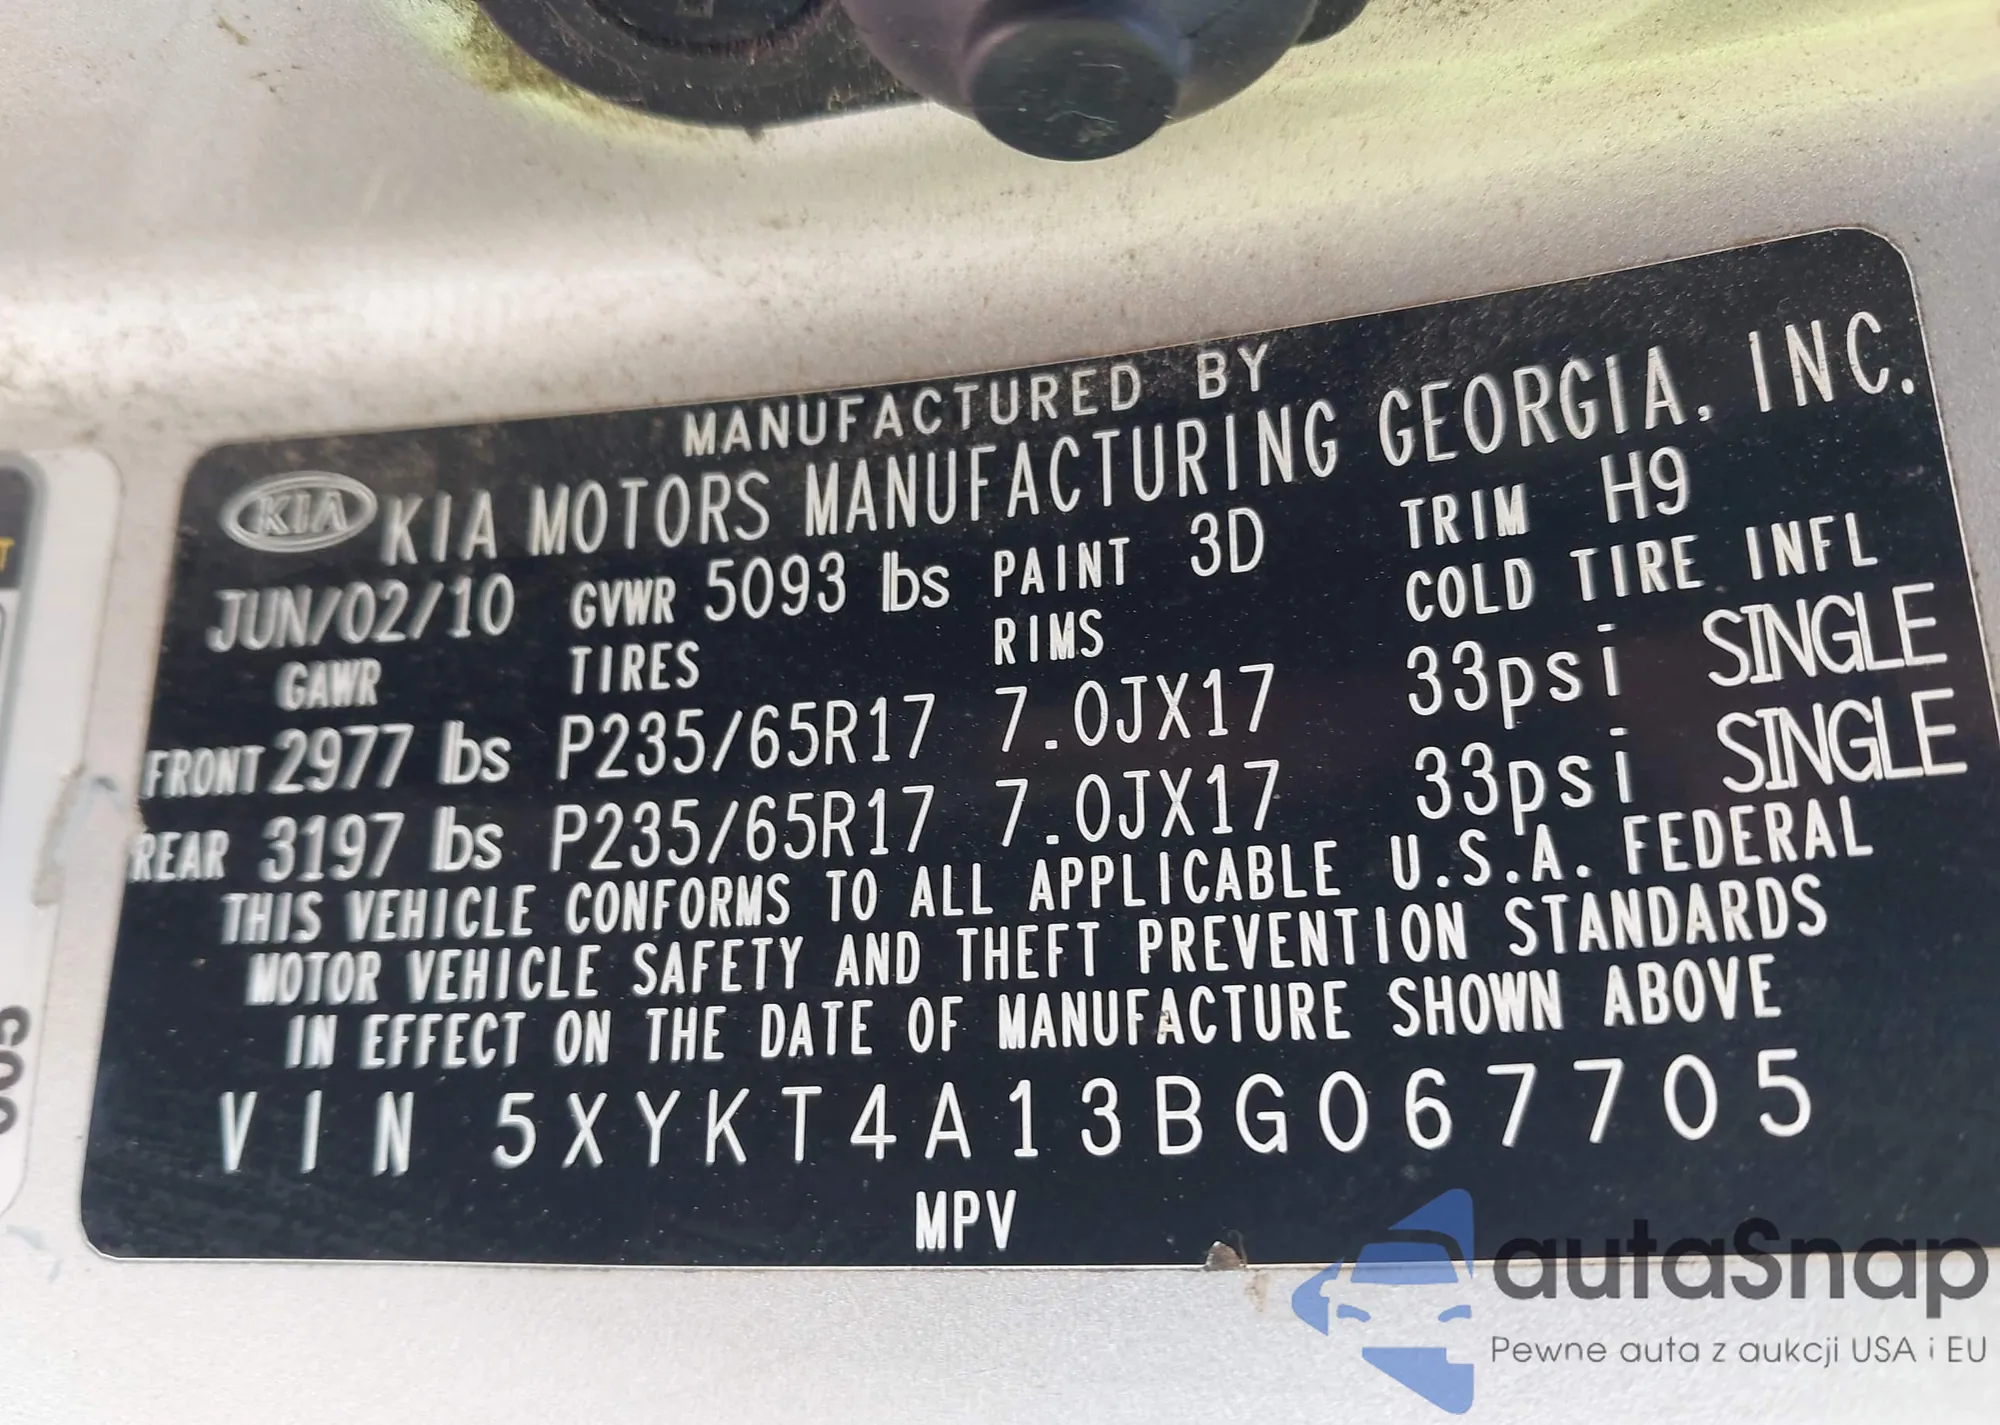 MANUFACTURED BY
KIA KIA MOTORS MANUFACTURING GEORGIA, INC.
JUN/02/10 GVWR 5093 lbs PAINT 3D TRIM H9
GAWR TIRES RIMS COLD TIRE INFL
FRONT 2977 lbs P235/65R17 7.0JX17 33psi SINGLE
REAR 3197 lbs P235/65R17 7.0JX17 33psi SINGLE
THIS VEHICLE CONFORMS TO ALL APPLICABLE U.S.A. FEDERAL
MOTOR VEHICLE SAFETY AND THEFT PREVENTION STANDARDS
IN EFFECT ON THE DATE OF MANUFACTURE SHOWN ABOVE
VIN 5XYKT4A13BG067705
MPV
autaSnap
Pewne auta z aukcji USA i EU